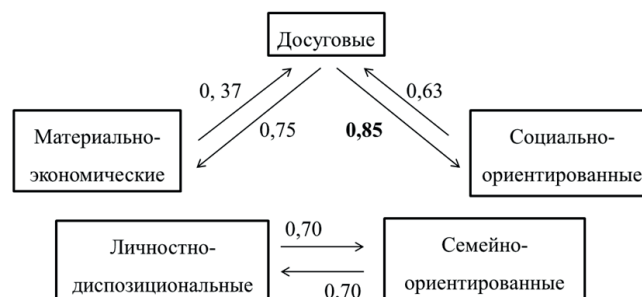 Досуговые
0, 37
0,63
0,75
0,85
Материально-
экономические
Социально-
ориентированные
0,70
Личностно-
диспозициональные
Семейно-
ориентированные
0,70